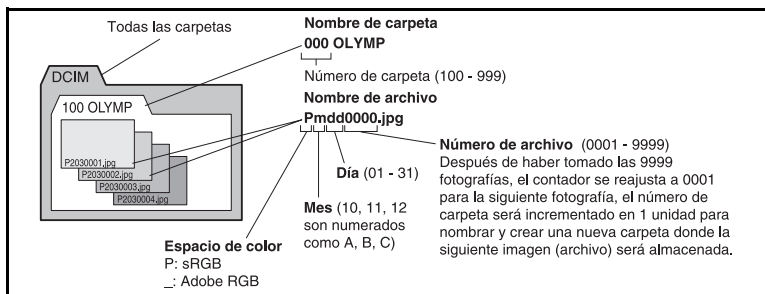 Todas las carpetas
DCIM
100 OLYMP
P2030001.jpg
P2030002.jpg
P2030003.jpg
P2030004.jpg
Nombre de carpeta
000 OLYMP
Número de carpeta (100 - 999)
Nombre de archivo
Pmdd0000.jpg
Día (01 - 31)
Mes (10, 11, 12
son numerados
como A, B, C)
Espacio de color
P: sRGB
_: Adobe RGB
Número de archivo (0001 - 9999)
Después de haber tomado las 9999
fotografías, el contador se reajusta a 0001
para la siguiente fotografía, el número de
carpeta será incrementado en 1 unidad para
nombrar y crear una nueva carpeta donde la
siguiente imagen (archivo) será almacenada.